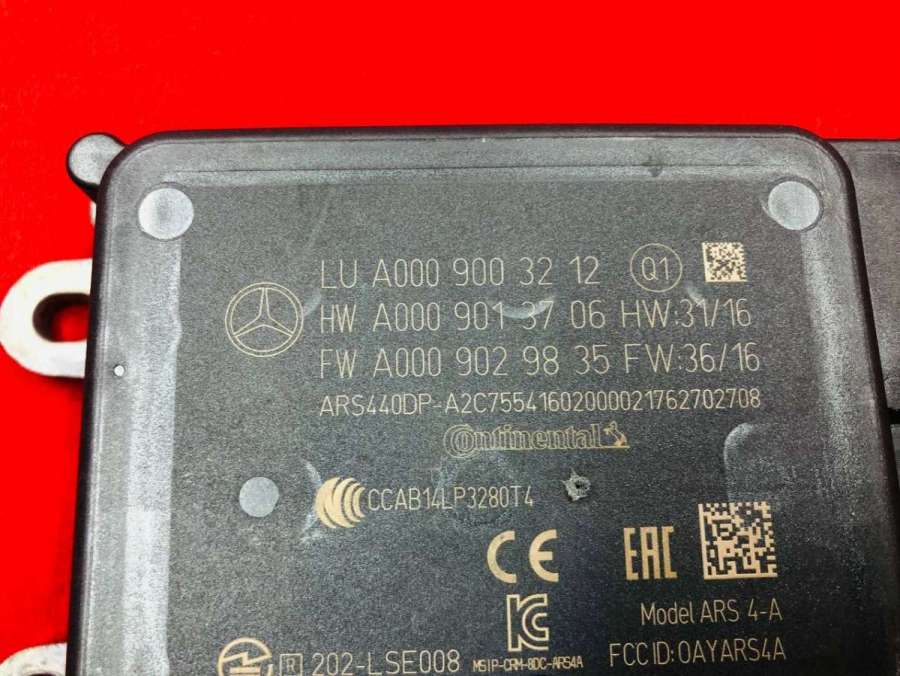 LU A000 900 32 12 Q1
HW A000 901 37 06 HW:31/16
FW A000 902 98 35 FW:36/16
ARS440DP-A2C75541602000021762702708
Continental
CCAB14LP3280T4
CE EAC
Model ARS 4-A
R 202-LSE008 MSIP-CRM-8DC-ARS4A FCC ID: OAYARS4A